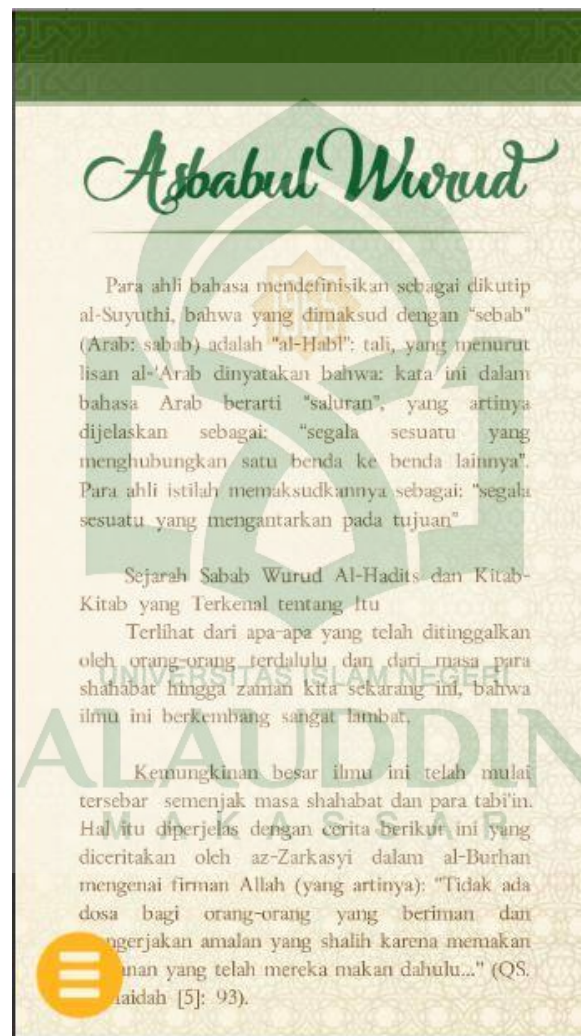 Asbabul Wurud
Para ahli bahasa mendefinisikan sebagai dikutip
al-Suyuthi, bahwa yang dimaksud dengan "sebab"
(Arab: sabab) adalah "al-Habl": tali, yang menurut
lisan al-'Arab dinyatakan bahwa: kata ini dalam
bahasa Arab berarti "saluran", yang artinya
dijelaskan sebagai: "segala sesuatu yang
menghubungkan satu benda ke benda lainnya".
Para ahli istilah memaksudkannya sebagai: "segala
sesuatu yang mengantarkan pada tujuan"
Sejarah Sabab Wurud Al-Hadits dan Kitab-
Kitab yang Terkenal tentang Itu
Terlihat dari apa-apa yang telah ditinggalkan
oleh orang-orang terdalulu dan dari masa para
shahabat hingga zaman kita sekarang ini, bahwa
ilmu ini berkembang sangat lambat.
Kemungkinan besar ilmu ini telah mulai
tersebar semenjak masa shahabat dan para tabi'in.
Hal itu diperjelas dengan cerita berikut ini yang
diceritakan oleh az-Zarkasyi dalam al-Burhan
mengenai firman Allah (yang artinya): "Tidak ada
dosa bagi orang-orang yang beriman dan
ngerjakan amalan yang shalih karena memakan
anan yang telah mereka makan dahulu..." (QS.
aidah [5]: 93).
1965
UNIVERSITAS ISLAM NEGERI
ALAUDDIN
MAKASSAR